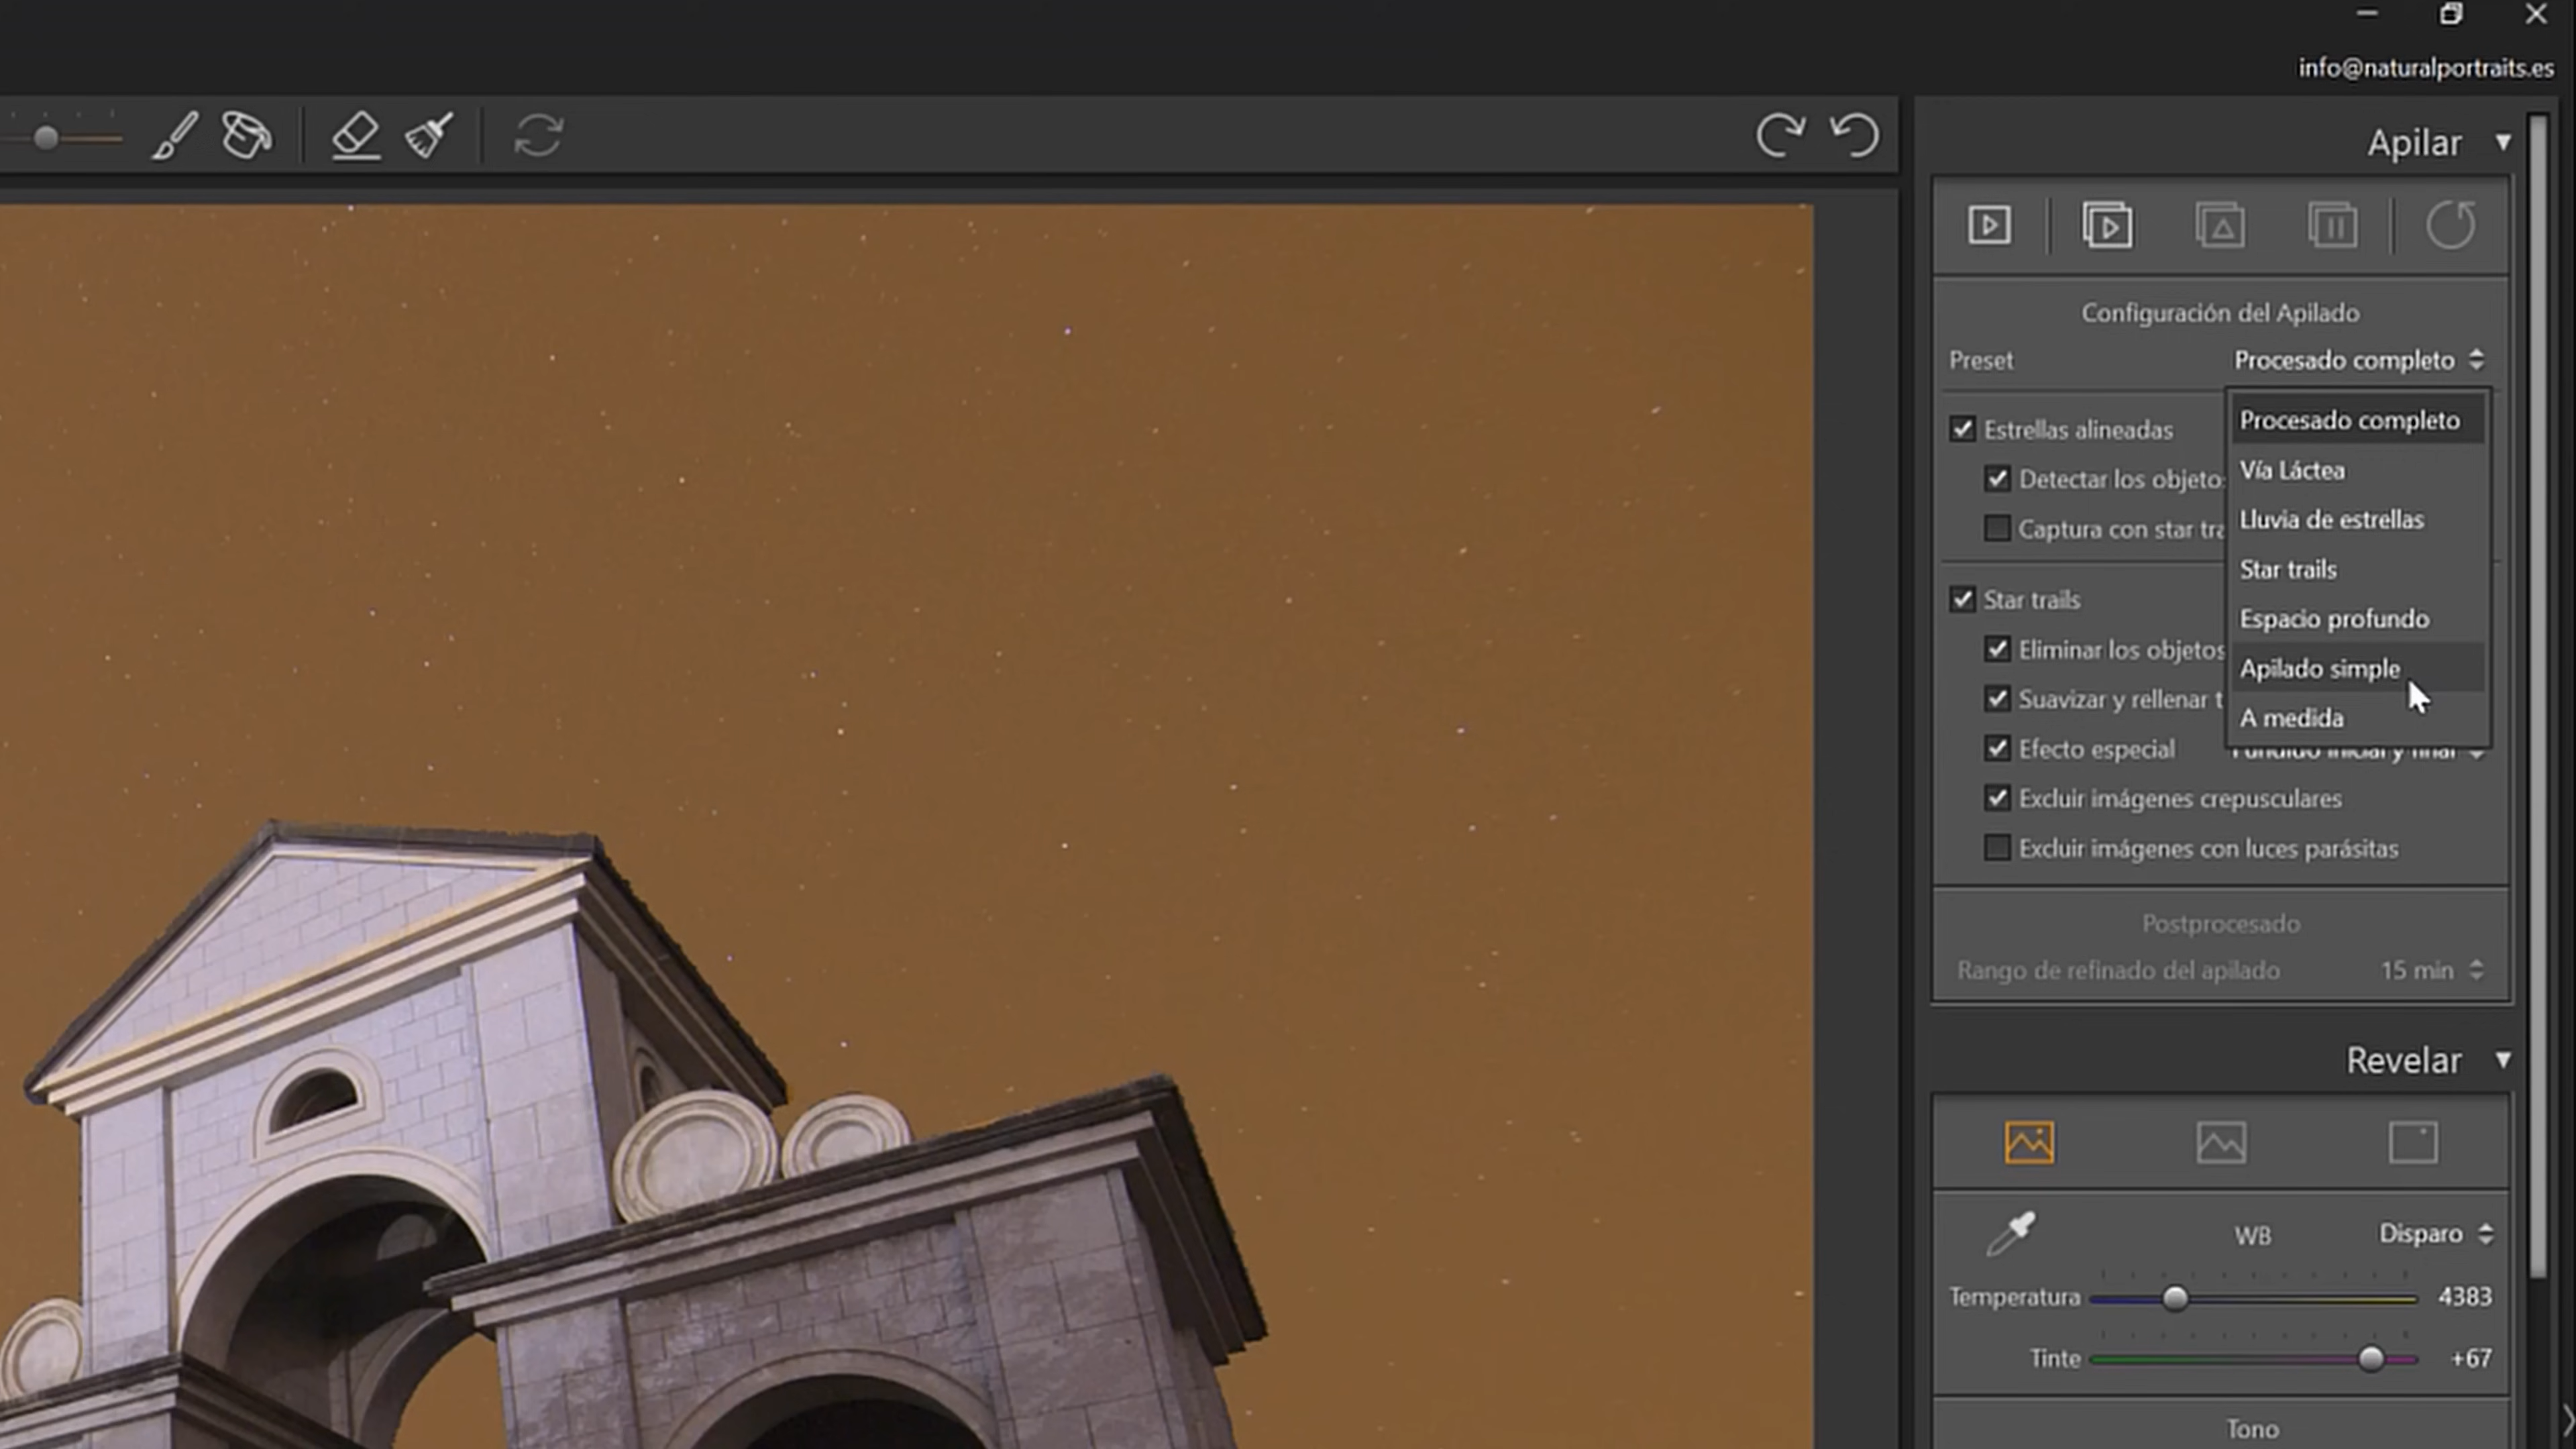 info@naturalportraits.es
Apilar
Configuración del Apilado
Preset Procesado completo
Procesado completo
Vía Láctea
Lluvia de estrellas
Star trails
Espacio profundo
Apilado simple
A medida
Estrellas alineadas
Detectar los objeto
Captura con star tra
Star trails
Eliminar los objetos
Suavizar y rellenar t
Efecto especial Fundido inicial y final
Excluir imágenes crepusculares
Excluir imágenes con luces parásitas
Postprocesado
Rango de refinado del apilado 15 min
Revelar
WB Disparo
Temperatura 4383
Tinte +67
Tono